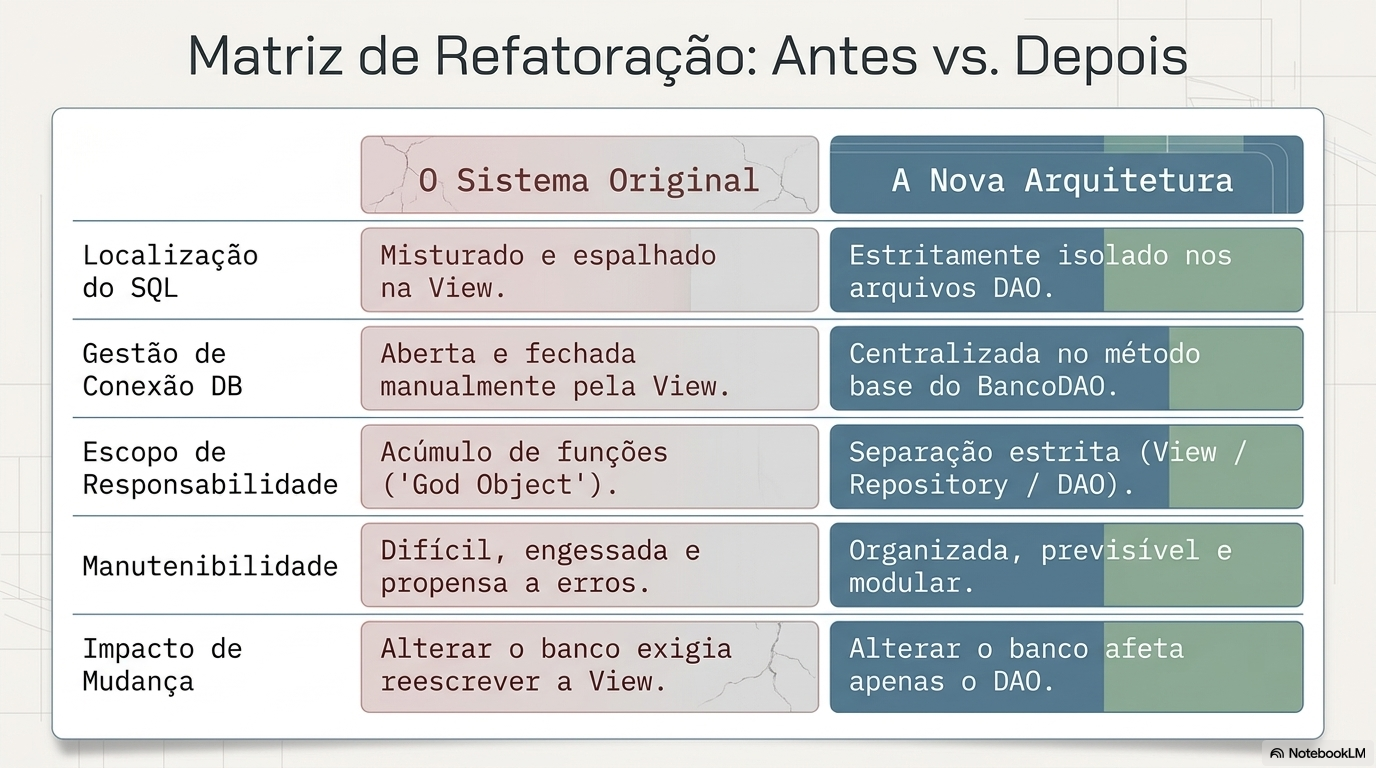 Matriz de Refatoração: Antes vs. Depois
O Sistema Original
A Nova Arquitetura
Localização
do SQL
Misturado e espalhado
na View.
Estritamente isolado nos
arquivos DAO.
Gestão de
Conexão DB
Aberta e fechada
manualmente pela View.
Centralizada no método
base do BancoDAO.
Escopo de
Responsabilidade
Acúmulo de funções
('God Object').
Separação estrita (View /
Repository / DAO).
Manutenibilidade
Difícil, engessada e
propensa a erros.
Organizada, previsível e
modular.
Impacto de
Mudança
Alterar o banco exigia
reescrever a View.
Alterar o banco afeta
apenas o DAO.
NotebookLM